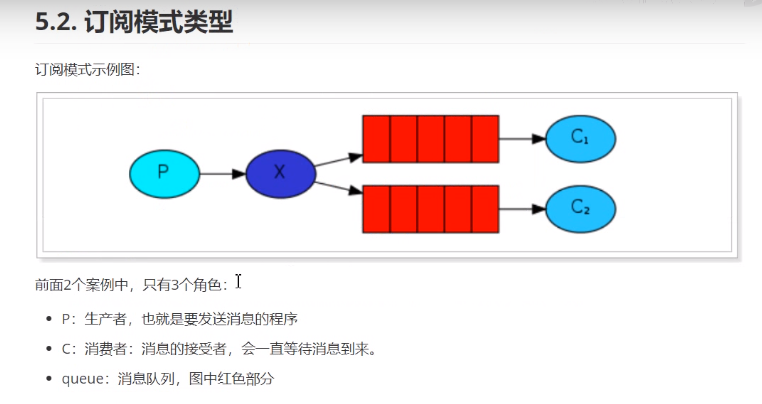 5.2. 订阅模式类型
订阅模式示例图：
P
X
C₁
C₂
前面2个案例中，只有3个角色：
P：生产者，也就是要发送消息的程序
C：消费者：消息的接受者，会一直等待消息到来。
queue：消息队列，图中红色部分